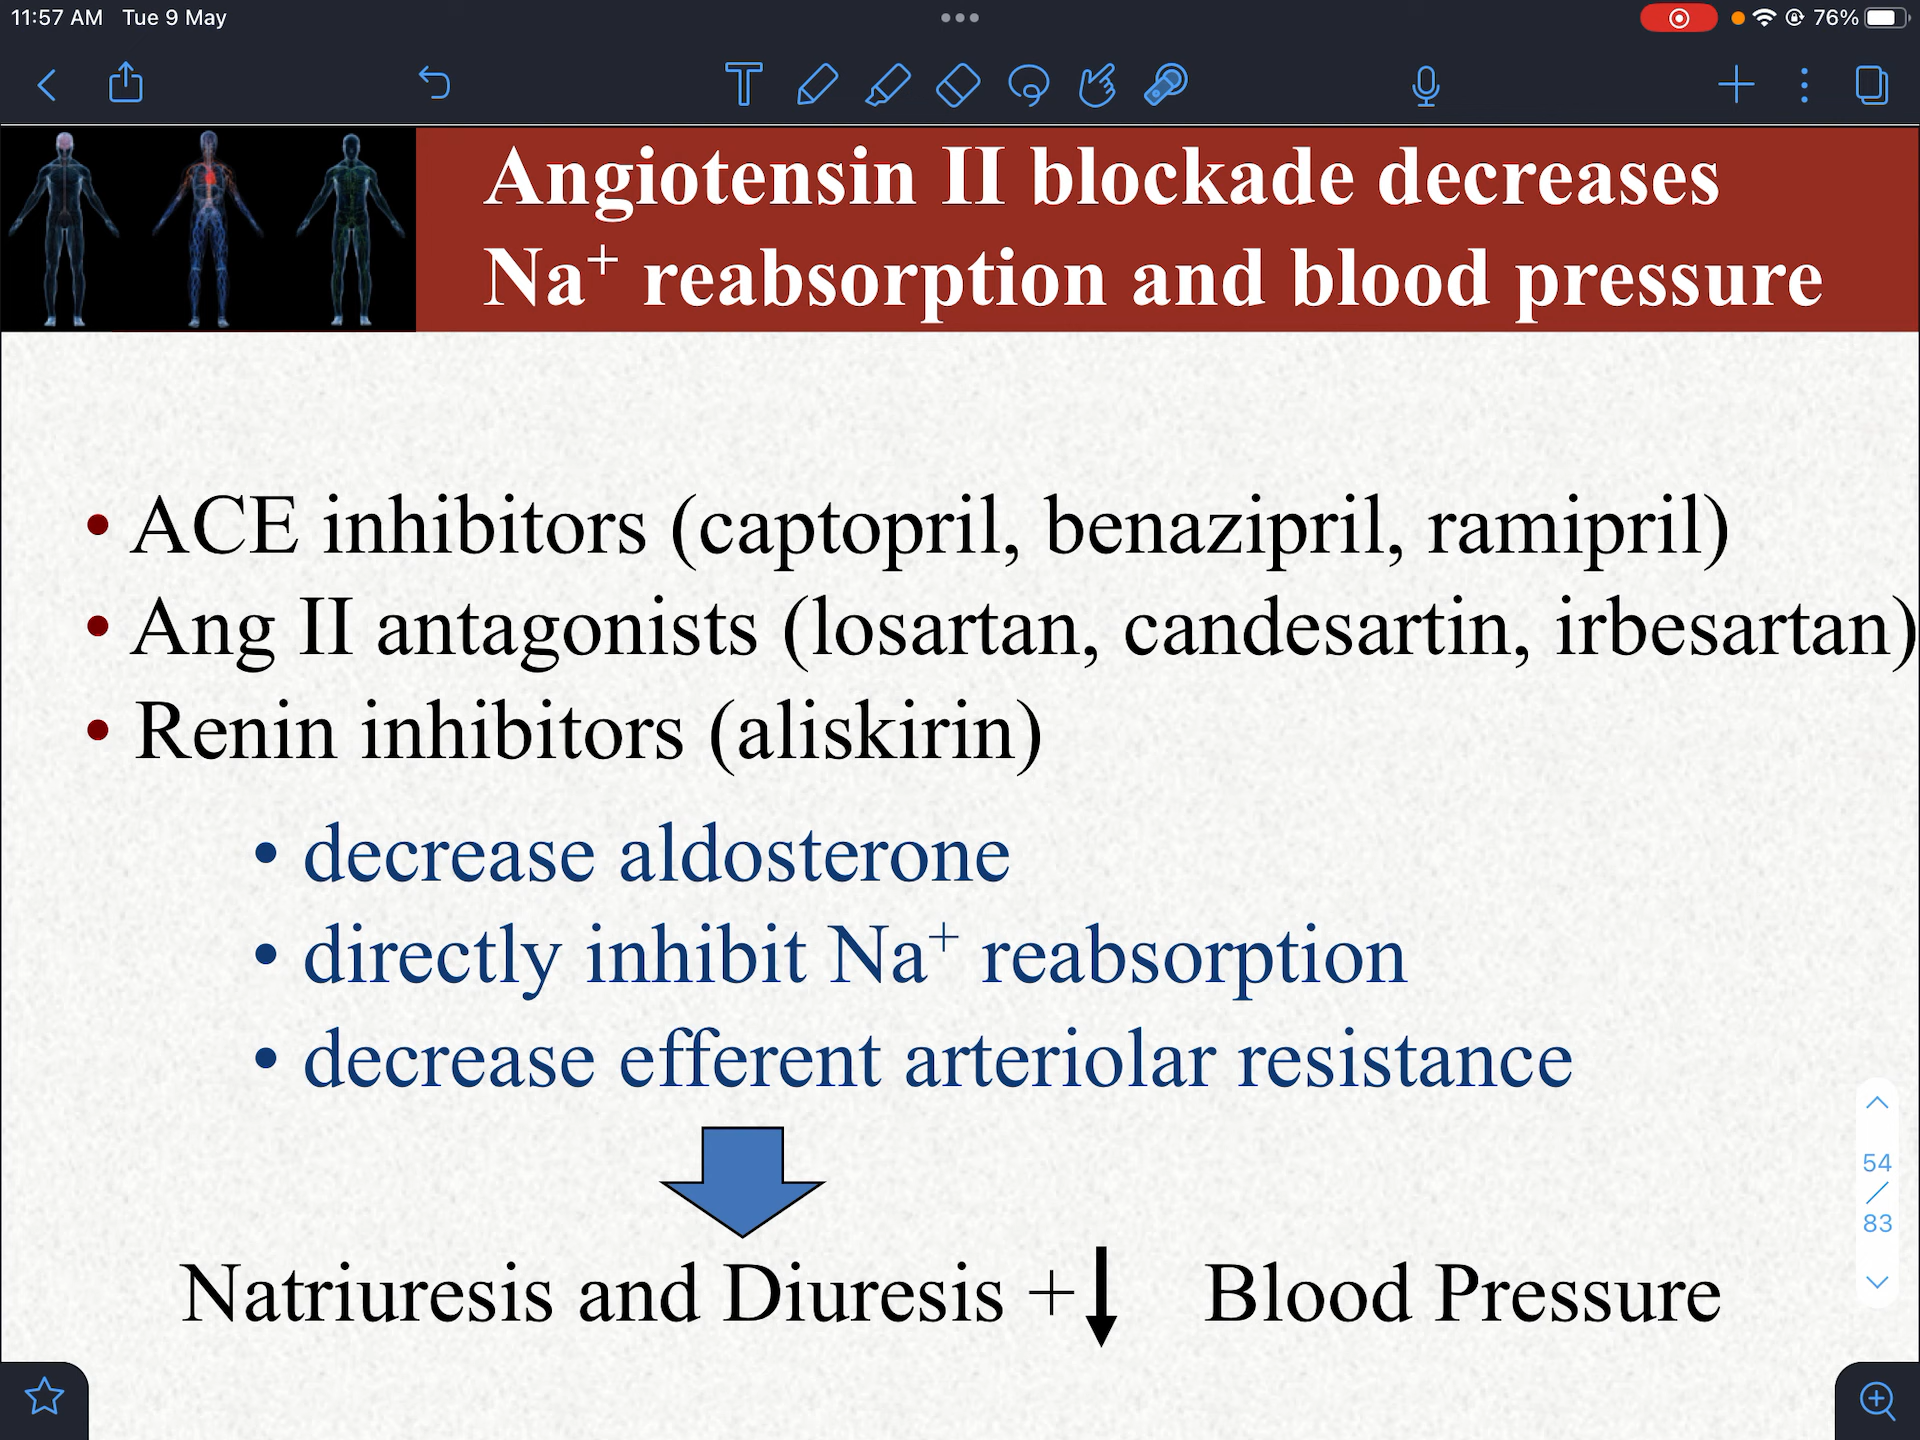 11:57 AM Tue 9 May
76%
Angiotensin II blockade decreases
Na+ reabsorption and blood pressure
• ACE inhibitors (captopril, benazipril, ramipril)
• Ang II antagonists (losartan, candesartin, irbesartan)
• Renin inhibitors (aliskirin)
• decrease aldosterone
• directly inhibit Na+ reabsorption
• decrease efferent arteriolar resistance
Natriuresis and Diuresis + ↓ Blood Pressure
54
/
83